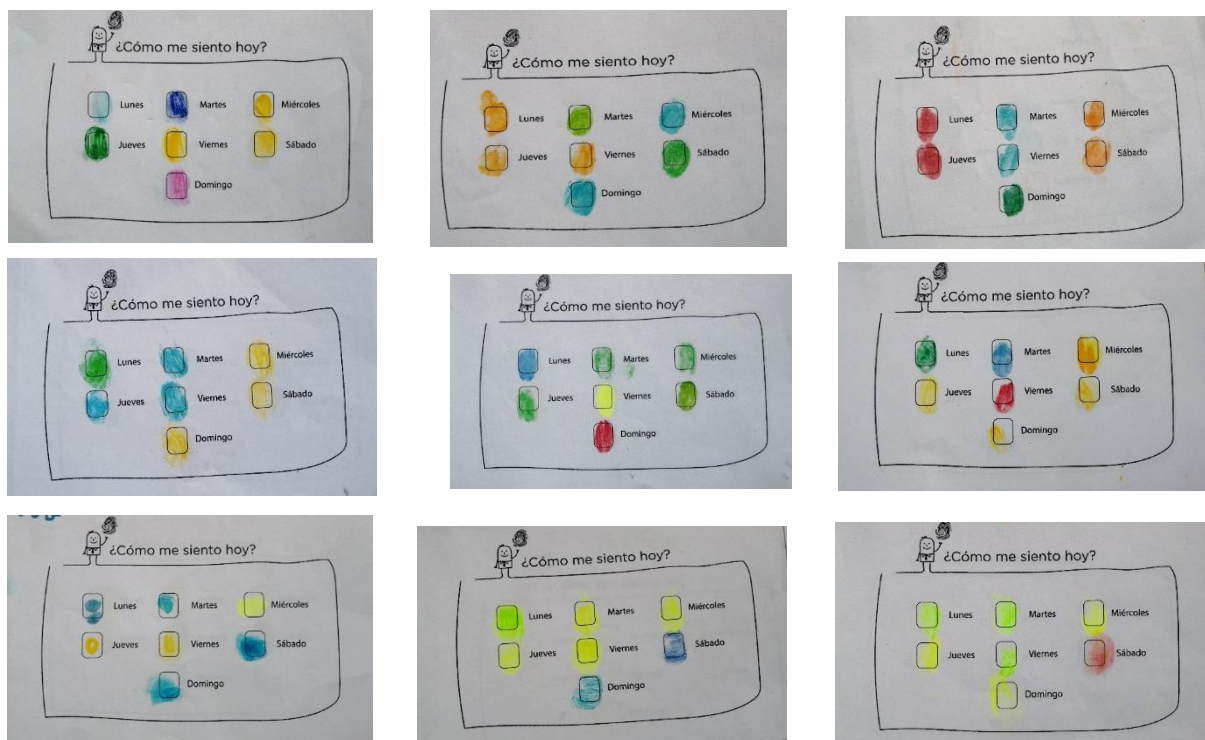 ¿Cómo me siento hoy?
Lunes Martes Miércoles
Jueves Viernes Sábado
Domingo
¿Cómo me siento hoy?
Lunes Martes Miércoles
Jueves Viernes Sábado
Domingo
¿Cómo me siento hoy?
Lunes Martes Miércoles
Jueves Viernes Sábado
Domingo
¿Cómo me siento hoy?
Lunes Martes Miércoles
Jueves Viernes Sábado
Domingo
¿Cómo me siento hoy?
Lunes Martes Miércoles
Jueves Viernes Sábado
Domingo
¿Cómo me siento hoy?
Lunes Martes Miércoles
Jueves Viernes Sábado
Domingo
¿Cómo me siento hoy?
Lunes Martes Miércoles
Jueves Viernes Sábado
Domingo
¿Cómo me siento hoy?
Lunes Martes Miércoles
Jueves Viernes Sábado
Domingo
¿Cómo me siento hoy?
Lunes Martes Miércoles
Jueves Viernes Sábado
Domingo